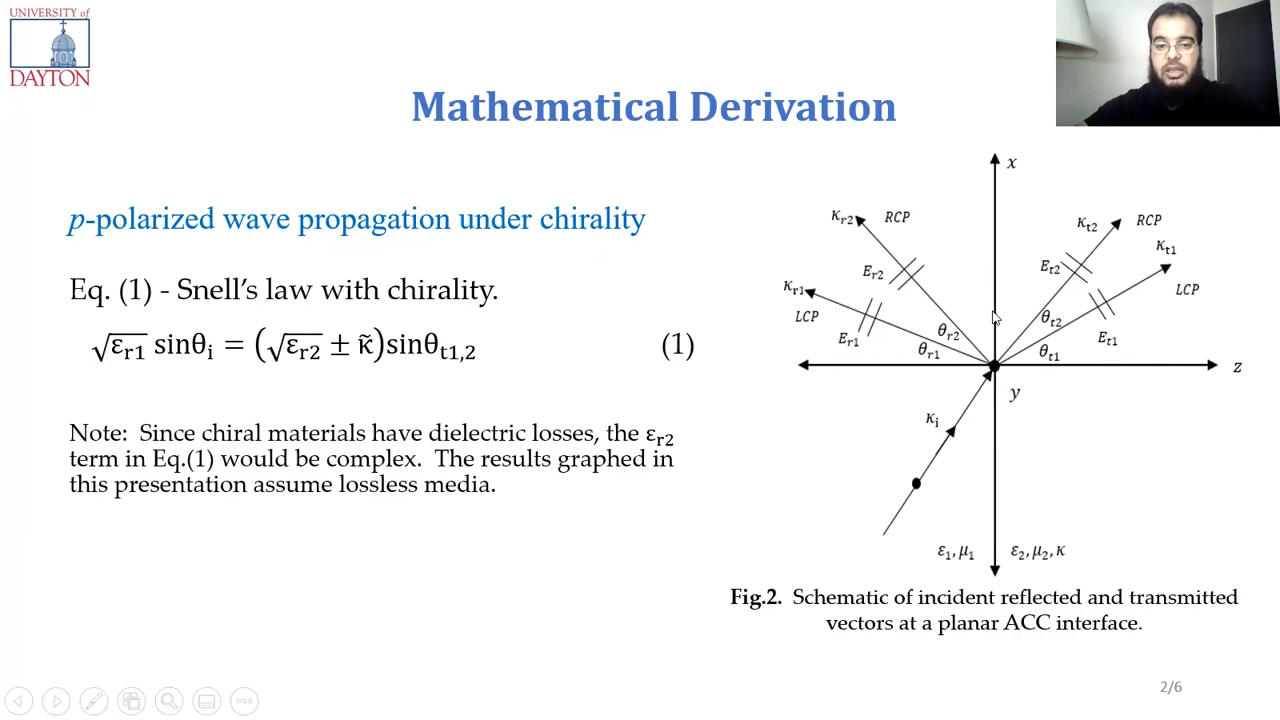 UNIVERSITY of
DAYTON
Mathematical Derivation
p-polarized wave propagation under chirality
Eq. (1) - Snell’s law with chirality.
√εr1 sinθi = (√εr2 ± κ̃)sinθt1,2 (1)
Note: Since chiral materials have dielectric losses, the εr2
term in Eq.(1) would be complex. The results graphed in
this presentation assume lossless media.
x
κr2 RCP
κt2 RCP
κt1
Er2
Et2
κr1
LCP
LCP
Er1
Et1
θr2
θt2
θr1
θt1
z
y
κi
ε1, μ1
ε2, μ2, κ
Fig.2. Schematic of incident reflected and transmitted
vectors at a planar ACC interface.
2/6